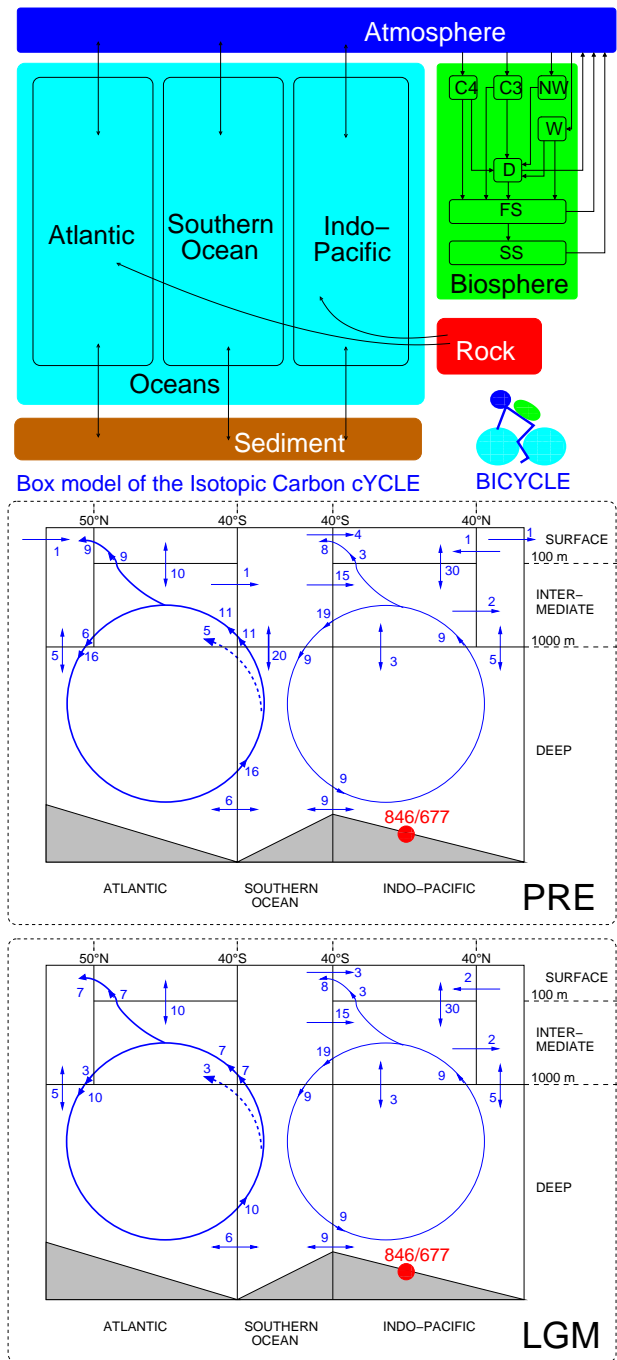 Atmosphere
C4 C3 NW
W
D
FS
SS
Biosphere
Atlantic
Southern
Ocean
Indo−
Pacific
Rock
Oceans
Sediment
Box model of the Isotopic Carbon cYCLE
BICYCLE
50°N 40°S 40°S 40°N
1 9 9 10 1 4 8 3 15 1 30 1
SURFACE
100 m
INTER−
MEDIATE
2
11 19
6 5 11 9
1000 m
5 16 20 9 3 5
DEEP
16 9
6 9
846/677
ATLANTIC SOUTHERN INDO−PACIFIC
OCEAN
PRE
50°N 40°S 40°S 40°N
7 7 10 3 8 3 15 2 30
SURFACE
100 m
INTER−
MEDIATE
2
7 19
3 3 7 9
1000 m
5 10 9 3 5
DEEP
10 9
6 9
846/677
ATLANTIC SOUTHERN INDO−PACIFIC
OCEAN
LGM